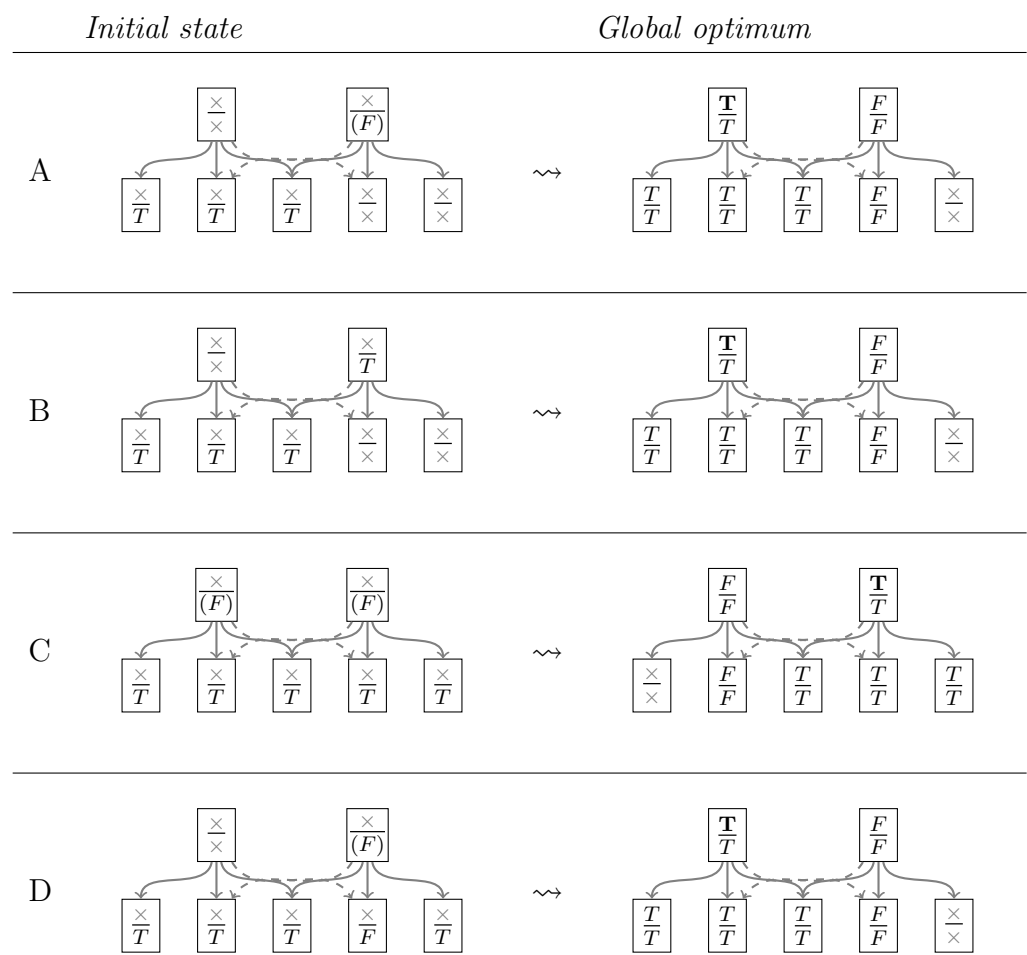 Initial state Global optimum
× × T F
× (F) T F
A ⇝
× × × × × T T T F ×
T T T × × T T T F ×
× × T F
× T T F
B ⇝
× × × × × T T T F ×
T T T × × T T T F ×
× × F T
(F) (F) F T
C ⇝
× × × × × × F T T T
T T T T T × F T T T
× × T F
× (F) T F
D ⇝
× × × × × T T T F ×
T T T F T T T T F ×